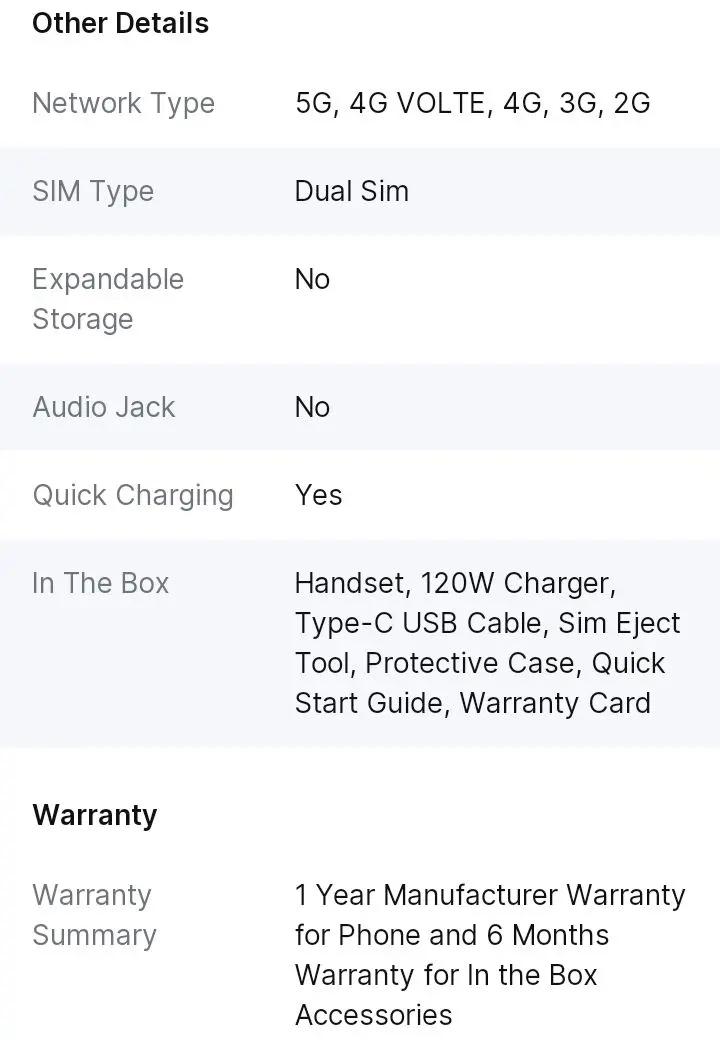 Other Details
Network Type 5G, 4G VOLTE, 4G, 3G, 2G
SIM Type Dual Sim
Expandable Storage No
Audio Jack No
Quick Charging Yes
In The Box Handset, 120W Charger,
Type-C USB Cable, Sim Eject
Tool, Protective Case, Quick
Start Guide, Warranty Card
Warranty
Warranty Summary 1 Year Manufacturer Warranty
for Phone and 6 Months
Warranty for In the Box
Accessories